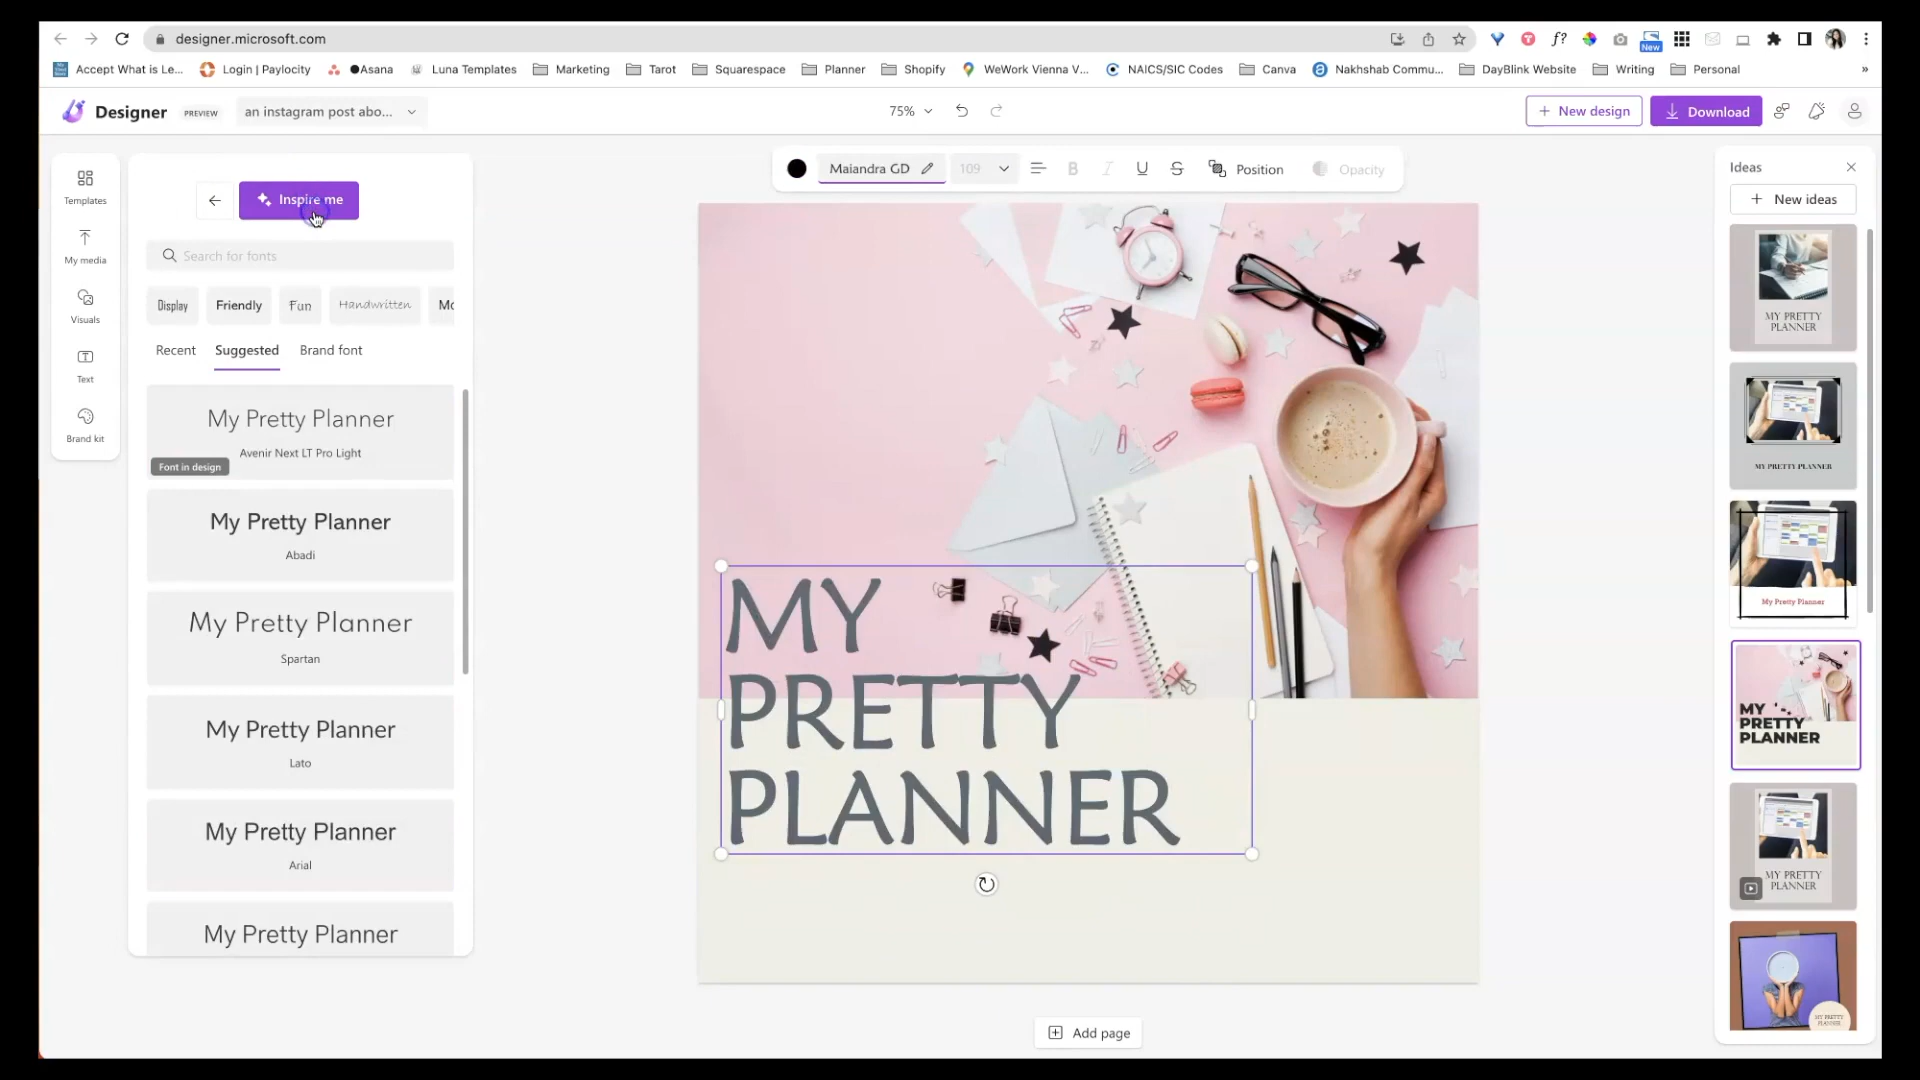 designer.microsoft.com
New
Accept What is Le...
Login | Paylocity
Asana
Luna Templates
Marketing
Tarot
Squarespace
Planner
Shopify
WeWork Vienna V...
NAICS/SIC Codes
Canva
Nakhshab Commu...
DayBlink Website
Writing
Personal
»
Designer
PREVIEW
an instagram post abo...
75%
+ New design
Download
Templates
My media
Visuals
Text
Brand kit
Inspire me
Search for fonts
Display
Friendly
Fun
Handwritten
Mo
Recent
Suggested
Brand font
My Pretty Planner
Avenir Next LT Pro Light
Font in design
My Pretty Planner
Abadi
My Pretty Planner
Spartan
My Pretty Planner
Lato
My Pretty Planner
Arial
My Pretty Planner
Maiandra GD
109
B
I
U
S
Position
Opacity
MY
PRETTY
PLANNER
Add page
Ideas
+ New ideas
MY PRETTY
PLANNER
MY PRETTY PLANNER
My Pretty Planner
MY
PRETTY
PLANNER
MY PRETTY
PLANNER
MY PRETTY
PLANNER